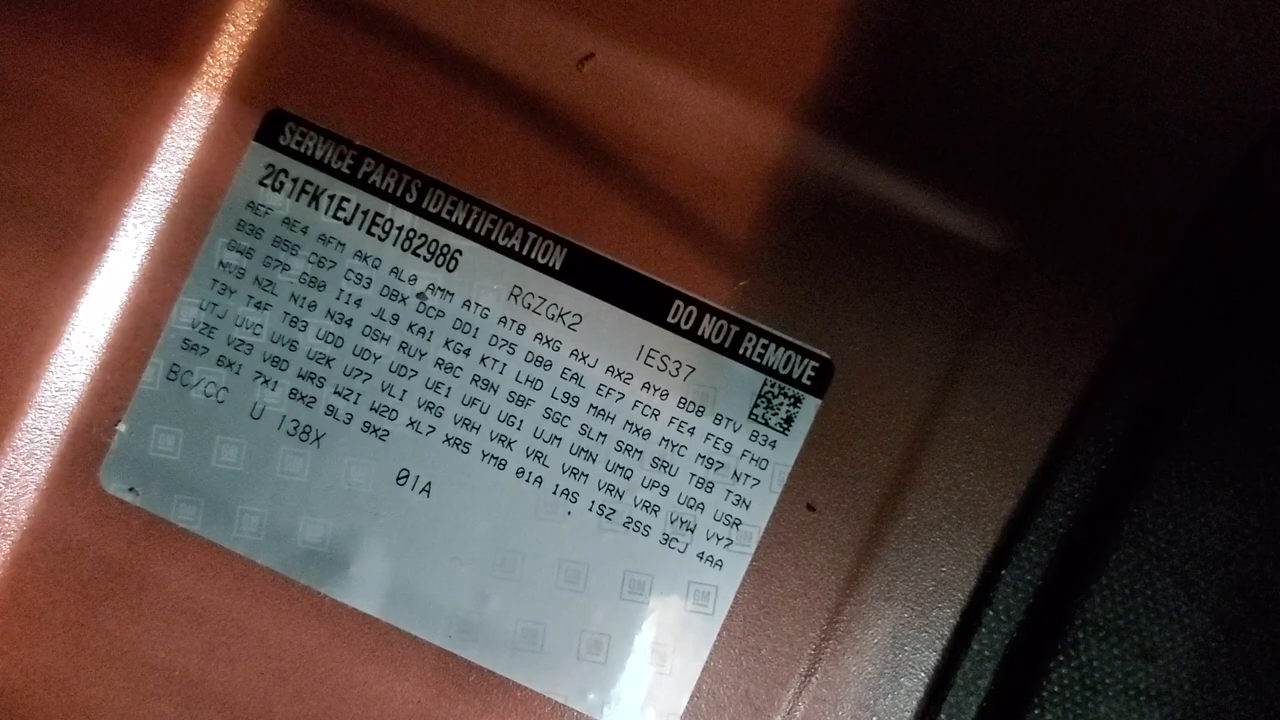 SERVICE PARTS IDENTIFICATION DO NOT REMOVE
2G1FK1EJ1E9182986 RGZGK2 1ES37
AEF AE4 AFM AKQ AL0 AMM ATG AT8 AXG AXJ AX2 AY0 BD8 BTV B34
B36 B56 C67 C93 DBX DCP DD1 D75 D80 EAL EF7 FCR FE4 FE9 FHO
GW6 G7P G80 I14 JL9 KA1 KG4 KTI LHD L99 MAH MX0 MYC M97 NT7
NV9 NZL N10 N34 OSH RUY R0C R9N SBF SGC SLM SRM SRU TB8 T3N
T3Y T4F T83 UDD UDY UD7 UE1 UFU UG1 UJM UMN UMQ UP9 UQA USR
UTJ UVC UV6 U2K U77 VLI VRG VRH VRK VRL VRM VRN VRR VYW VY7
VZE VZ3 V8D WRS WZI W2D XL7 XR5 YM8 01A 1AS 1SZ 2SS 3CJ 4AA
5A7 6X1 7X1 8X2 9L3 9X2
BC/CC U 138X 01A